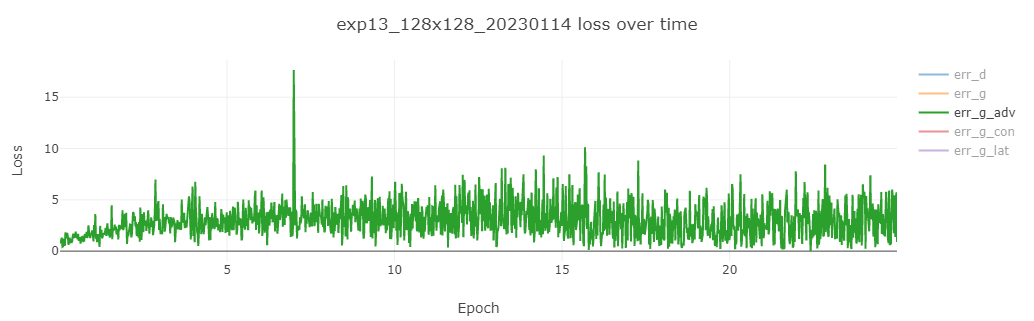 exp13_128x128_20230114 loss over time
err_d
err_g
err_g_adv
err_g_con
err_g_lat
Loss
15
10
5
0
5
10
15
20
Epoch